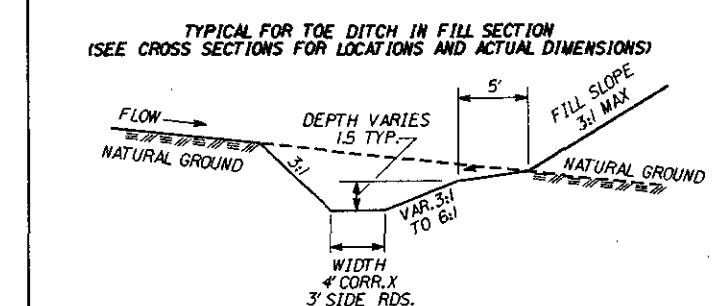 TYPICAL FOR TOE DITCH IN FILL SECTION
(SEE CROSS SECTIONS FOR LOCATIONS AND ACTUAL DIMENSIONS)
5'
FILL SLOPE
3:1 MAX
FLOW
DEPTH VARIES
1.5 TYP.
NATURAL GROUND
3:1
NATURAL GROUND
VAR. 3:1
TO 6:1
WIDTH
4' CORR. X
3' SIDE RDS.